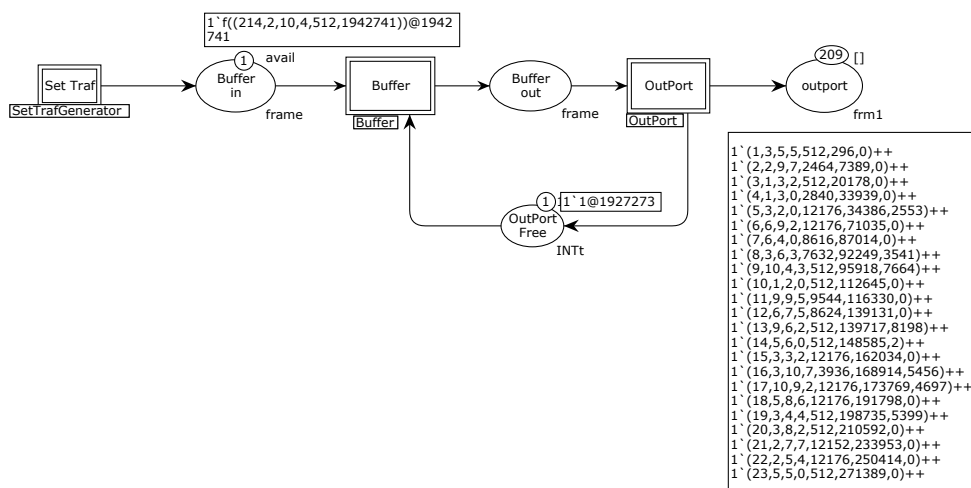 1`f((214,2,10,4,512,1942741))@1942
741
1
avail
209
[]
Set Traf
Buffer
in
Buffer
Buffer
out
OutPort
outport
SetTrafGenerator
frame
Buffer
frame
OutPort
frm1
1
1`1@1927273
OutPort
Free
INTt
1`(1,3,5,5,512,296,0)++
1`(2,2,9,7,2464,7389,0)++
1`(3,1,3,2,512,20178,0)++
1`(4,1,3,0,2840,33939,0)++
1`(5,3,2,0,12176,34386,2553)++
1`(6,6,9,2,12176,71035,0)++
1`(7,6,4,0,8616,87014,0)++
1`(8,3,6,3,7632,92249,3541)++
1`(9,10,4,3,512,95918,7664)++
1`(10,1,2,0,512,112645,0)++
1`(11,9,9,5,9544,116330,0)++
1`(12,6,7,5,8624,139131,0)++
1`(13,9,6,2,512,139717,8198)++
1`(14,5,6,0,512,148585,2)++
1`(15,3,3,2,12176,162034,0)++
1`(16,3,10,7,3936,168914,5456)++
1`(17,10,9,2,12176,173769,4697)++
1`(18,5,8,6,12176,191798,0)++
1`(19,3,4,4,512,198735,5399)++
1`(20,3,8,2,512,210592,0)++
1`(21,2,7,7,12152,233953,0)++
1`(22,2,5,4,12176,250414,0)++
1`(23,5,5,0,512,271389,0)++